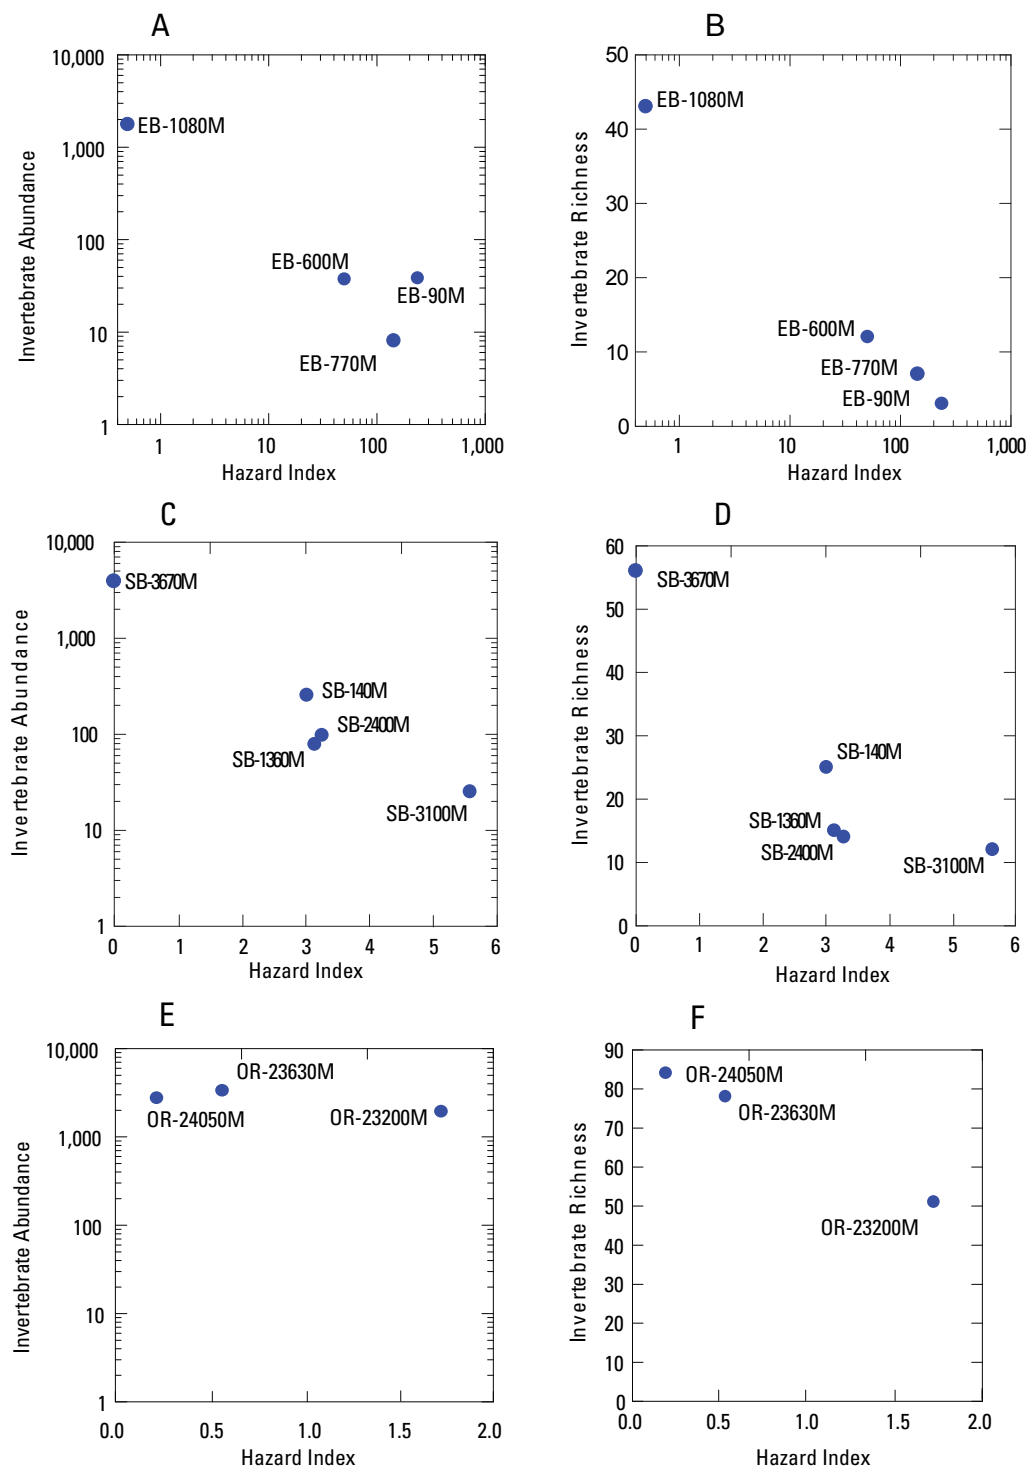 A
10,000
1,000
100
10
1
Invertebrate Abundance
EB-1080M
EB-600M
EB-90M
EB-770M
1 10 100 1,000
Hazard Index
B
50
40
30
20
10
0
Invertebrate Richness
EB-1080M
EB-600M
EB-770M
EB-90M
1 10 100 1,000
Hazard Index
C
10,000
1,000
100
10
1
Invertebrate Abundance
SB-3670M
SB-140M
SB-2400M
SB-1360M
SB-3100M
0 1 2 3 4 5 6
Hazard Index
D
60
50
40
30
20
10
0
Invertebrate Richness
SB-3670M
SB-140M
SB-1360M
SB-2400M
SB-3100M
0 1 2 3 4 5 6
Hazard Index
E
10,000
1,000
100
10
1
Invertebrate Abundance
OR-23630M
OR-24050M
OR-23200M
0.0 0.5 1.0 1.5 2.0
Hazard Index
F
90
80
70
60
50
40
30
20
10
0
Invertebrate Richness
OR-24050M
OR-23630M
OR-23200M
0.0 0.5 1.0 1.5 2.0
Hazard Index